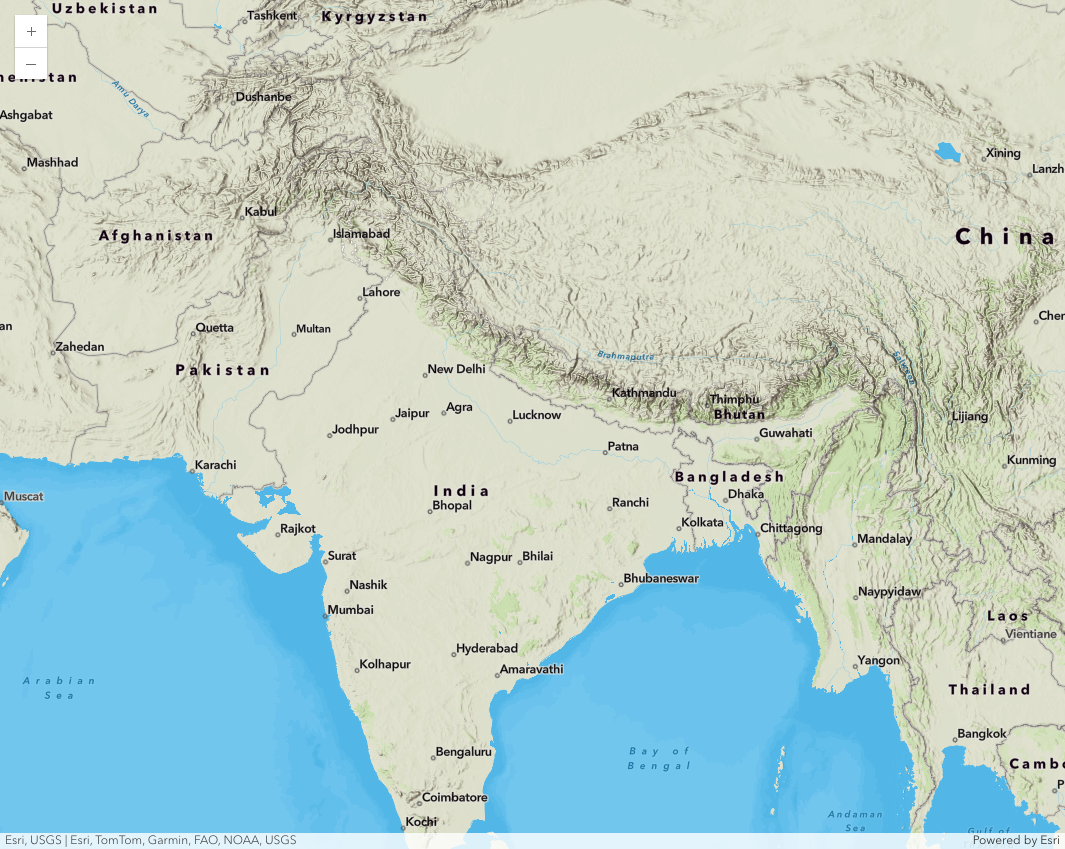 Uzbekistan
Tashkent
Kyrgyzstan
+
–
Dushanbe
Amu Darya
Ashgabat
Mashhad
Xining
Lanzh
Kabul
Afghanistan
Islamabad
China
Lahore
Cher
an
Quetta
Multan
Zahedan
Brahmaputra
Salween
Pakistan
New Delhi
Kathmandu
Thimphu
Bhutan
Jaipur
Agra
Lucknow
Lijiang
Jodhpur
Guwahati
Patna
Kunming
Karachi
Bangladesh
India
Muscat
Dhaka
Bhopal
Ranchi
Kolkata
Rajkot
Chittagong
Mandalay
Surat
Nagpur
Bhilai
Nashik
Bhubaneswar
Naypyidaw
Mumbai
Laos
Vientiane
Hyderabad
Kolhapur
Amaravathi
Yangon
Arabian
Sea
Thailand
Bangkok
Bengaluru
Bay of
Bengal
Cambo
P
Coimbatore
Kochi
Andaman
Sea
Gulf of
Esri, USGS | Esri, TomTom, Garmin, FAO, NOAA, USGS
Powered by Esri